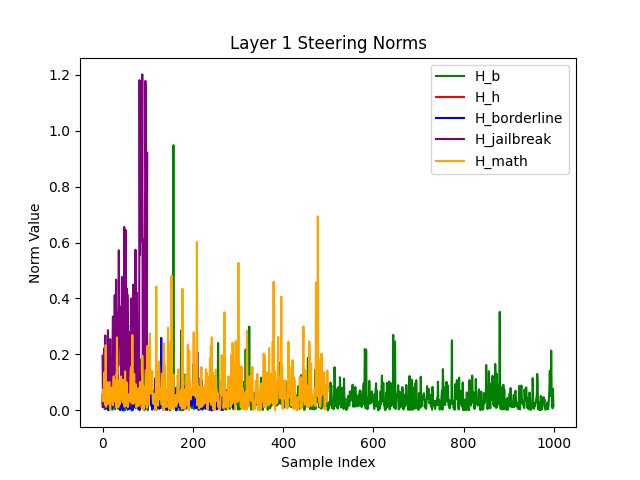 Layer 1 Steering Norms
H_b
H_h
H_borderline
H_jailbreak
H_math
Norm Value
1.2
1.0
0.8
0.6
0.4
0.2
0.0
0 200 400 600 800 1000
Sample Index